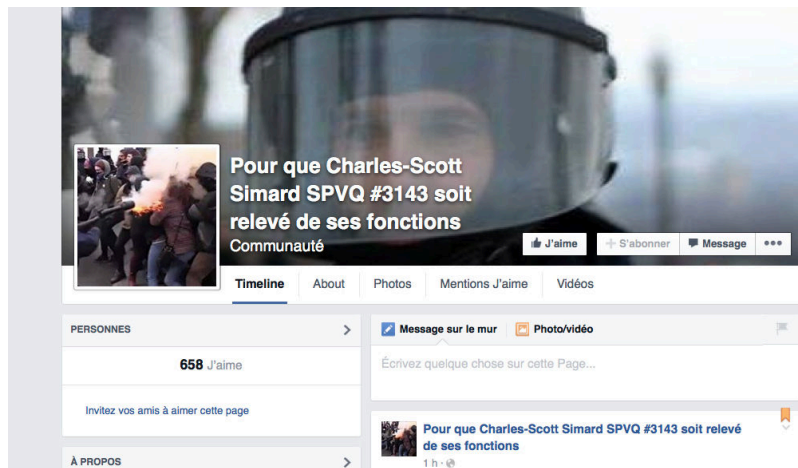 Pour que Charles-Scott
Simard SPVQ #3143 soit
relevé de ses fonctions
Communauté
J'aime
S'abonner
Message
Timeline
About
Photos
Mentions J'aime
Vidéos
PERSONNES
658 J'aime
Invitez vos amis à aimer cette page
À PROPOS
Message sur le mur
Photo/vidéo
Écrivez quelque chose sur cette Page...
Pour que Charles-Scott Simard SPVQ #3143 soit relevé
de ses fonctions
1 h ·